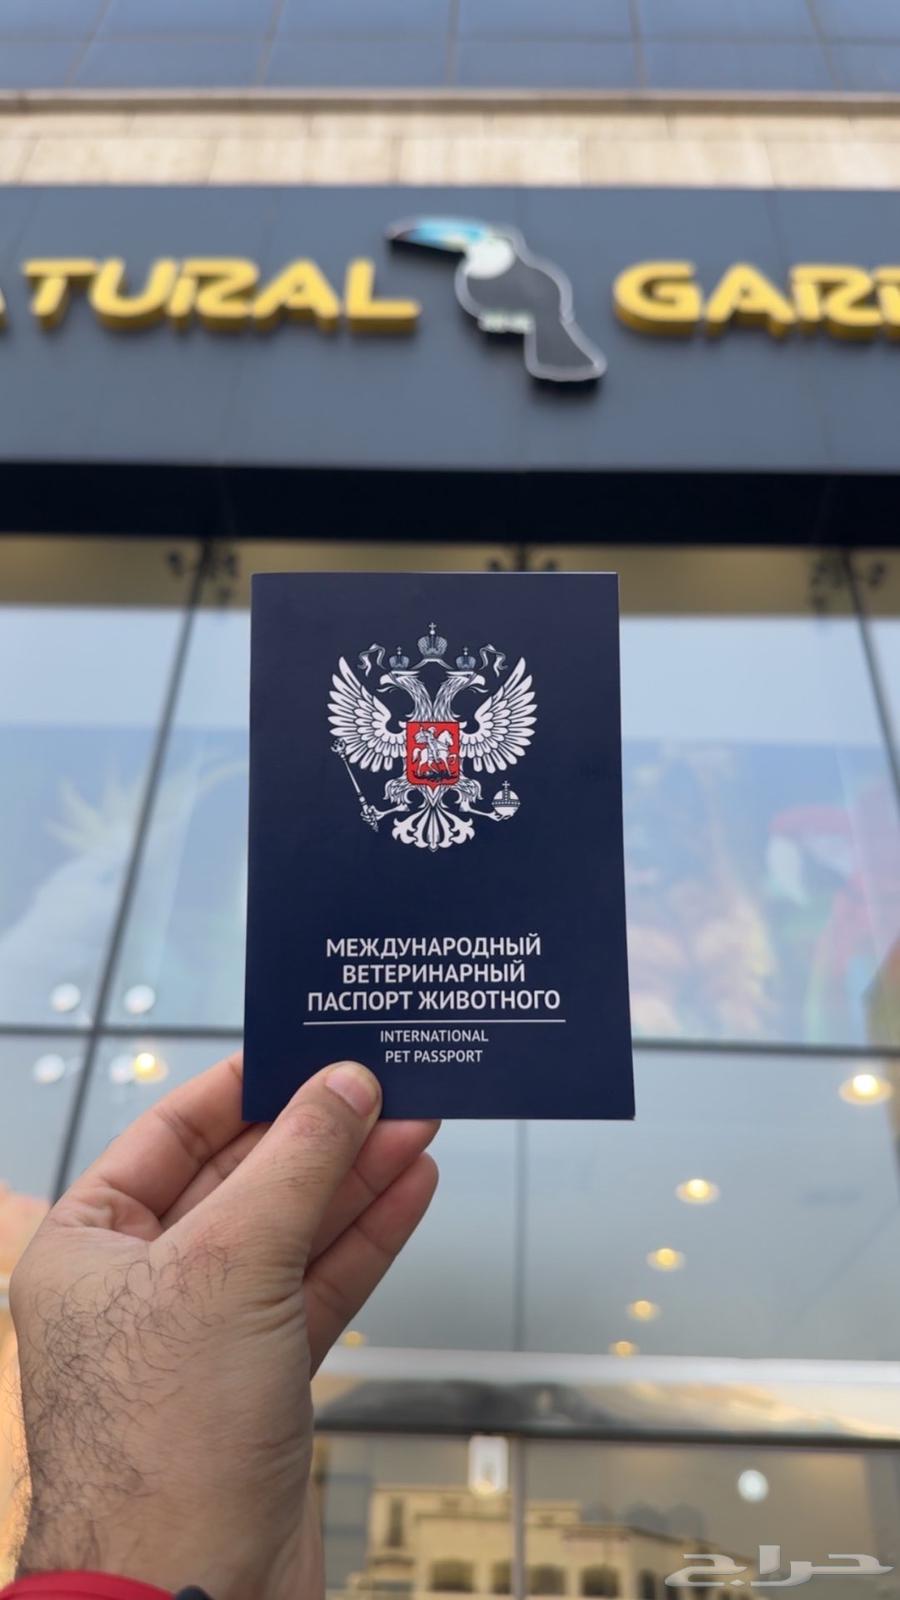 TURAL GAR
МЕЖДУНАРОДНЫЙ
ВЕТЕРИНАРНЫЙ
ПАСПОРТ ЖИВОТНОГО
INTERNATIONAL
PET PASSPORT
حراج